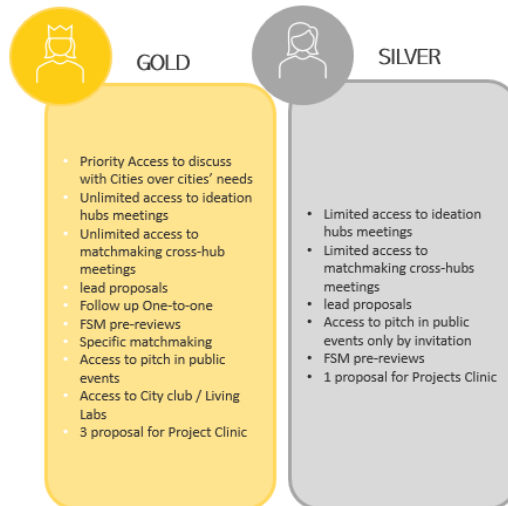 GOLD
Priority Access to discuss
with Cities over cities' needs
Unlimited access to ideation
hubs meetings
Unlimited access to
matchmaking cross-hub
meetings
lead proposals
Follow up One-to-one
FSM pre-reviews
Specific matchmaking
Access to pitch in public
events
Access to City club / Living
Labs
3 proposal for Project Clinic
SILVER
Limited access to ideation
hubs meetings
Limited access to
matchmaking cross-hubs
meetings
lead proposals
Access to pitch in public
events only by invitation
FSM pre-reviews
1 proposal for Projects Clinic